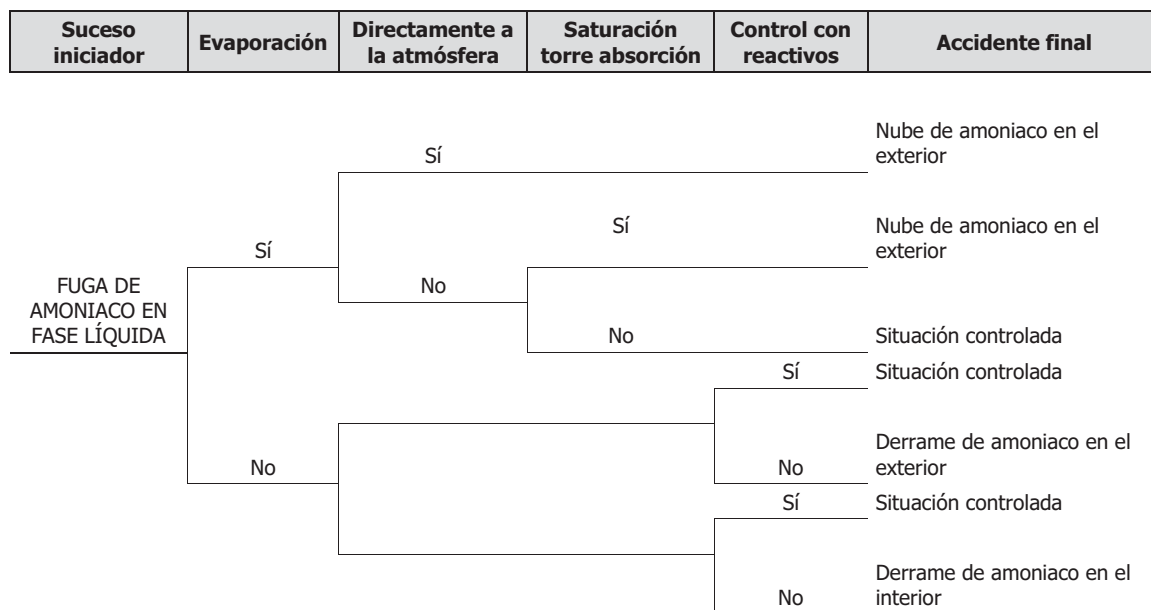 Suceso
iniciador
Evaporación
Directamente a
la atmósfera
Saturación
torre absorción
Control con
reactivos
Accidente final
Nube de amoniaco en el
exterior
Sí
Nube de amoniaco en el
exterior
Sí
Sí
FUGA DE
AMONIACO EN
FASE LÍQUIDA
No
No
Situación controlada
Sí
Situación controlada
Derrame de amoniaco en el
exterior
No
No
Sí
Situación controlada
Derrame de amoniaco en el
interior
No